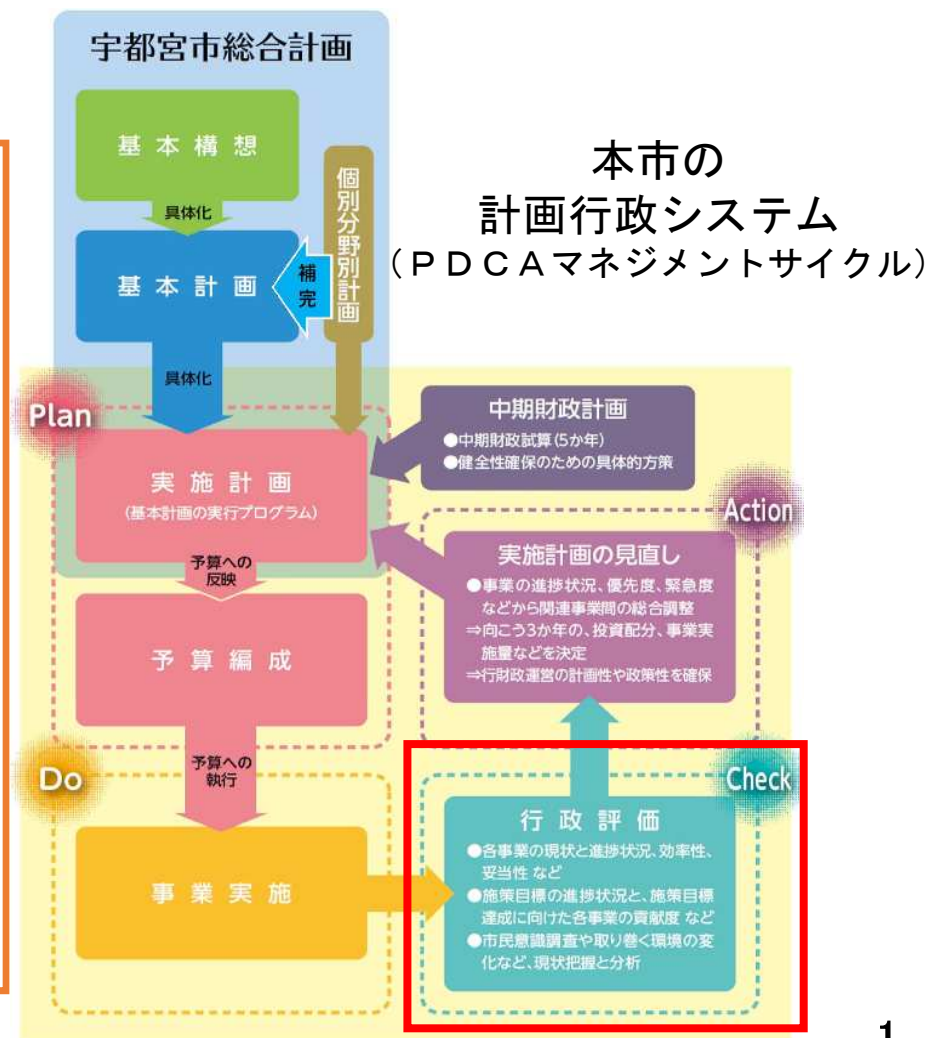 宇都宮市総合計画
基本構想
具体化
基本計画
補完
個別分野別計画
具体化
本市の
計画行政システム
（ＰＤＣＡマネジメントサイクル）
Plan
実施計画
(基本計画の実行プログラム)
予算への
反映
予算編成
予算への
執行
Do
事業実施
中期財政計画
●中期財政試算(5か年)
●健全性確保のための具体的方策
Action
実施計画の見直し
●事業の進捗状況、優先度、緊急度
などから関連事業間の総合調整
⇒向こう3か年の、投資配分、事業実
施量などを決定
⇒行財政運営の計画性や政策性を確保
Check
行政評価
●各事業の現状と進捗状況、効率性、
妥当性 など
●施策目標の進捗状況と、施策目標
達成に向けた各事業の貢献度 など
●市民意識調査や取り巻く環境の変
化など、現状把握と分析
1